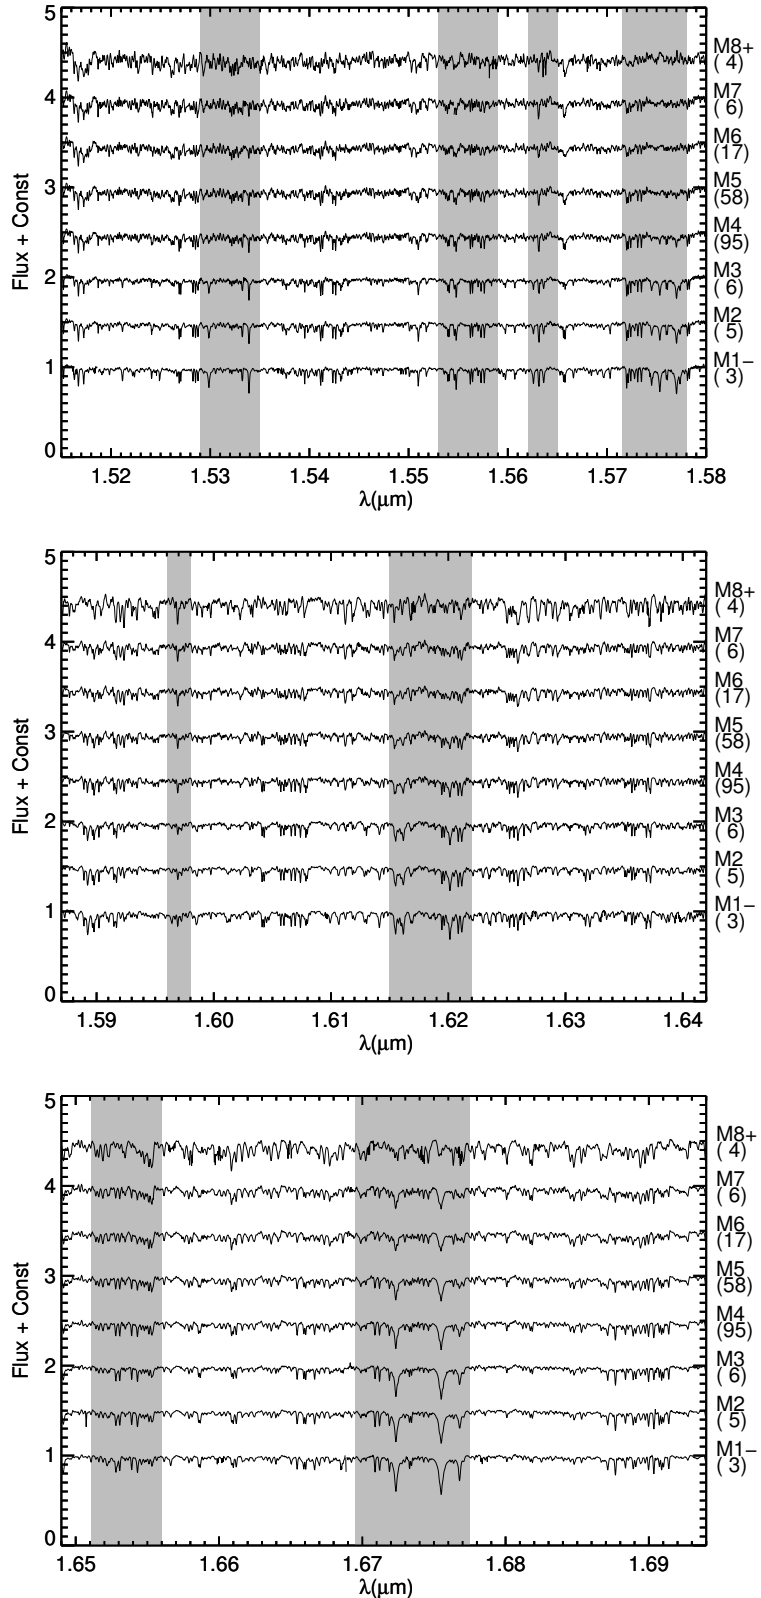 5
4
3
2
1
0
Flux + Const
M8+
( 4)
M7
( 6)
M6
(17)
M5
(58)
M4
(95)
M3
( 6)
M2
( 5)
M1−
( 3)
1.52 1.53 1.54 1.55 1.56 1.57 1.58
λ(μm)
5
4
3
2
1
0
Flux + Const
M8+
( 4)
M7
( 6)
M6
(17)
M5
(58)
M4
(95)
M3
( 6)
M2
( 5)
M1−
( 3)
1.59 1.60 1.61 1.62 1.63 1.64
λ(μm)
5
4
3
2
1
0
Flux + Const
M8+
( 4)
M7
( 6)
M6
(17)
M5
(58)
M4
(95)
M3
( 6)
M2
( 5)
M1−
( 3)
1.65 1.66 1.67 1.68 1.69
λ(μm)